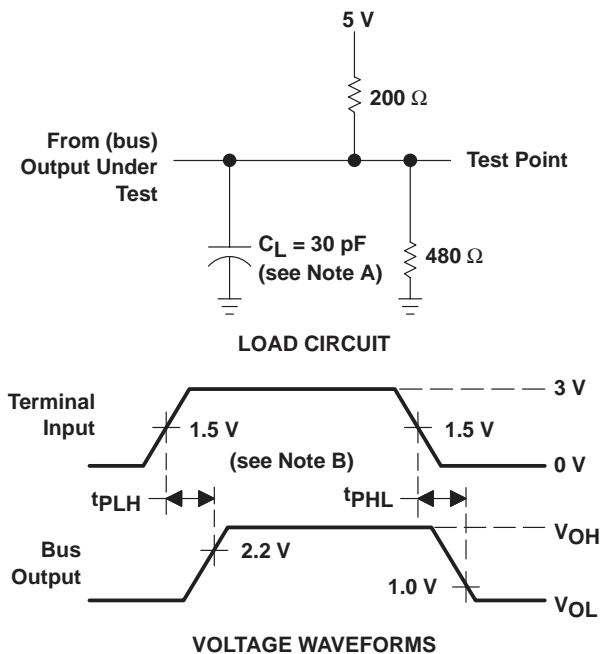 5 V
200 Ω
From (bus)
Output Under
Test
Test Point
CL = 30 pF
(see Note A)
480 Ω
LOAD CIRCUIT
Terminal
Input
3 V
1.5 V
1.5 V
(see Note B)
0 V
tPLH
tPHL
Bus
Output
VOH
2.2 V
1.0 V
VOL
VOLTAGE WAVEFORMS